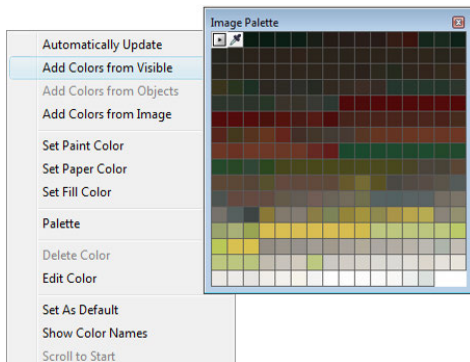 Image Palette
Automatically Update
Add Colors from Visible
Add Colors from Objects
Add Colors from Image
Set Paint Color
Set Paper Color
Set Fill Color
Palette
Delete Color
Edit Color
Set As Default
Show Color Names
Scroll to Start